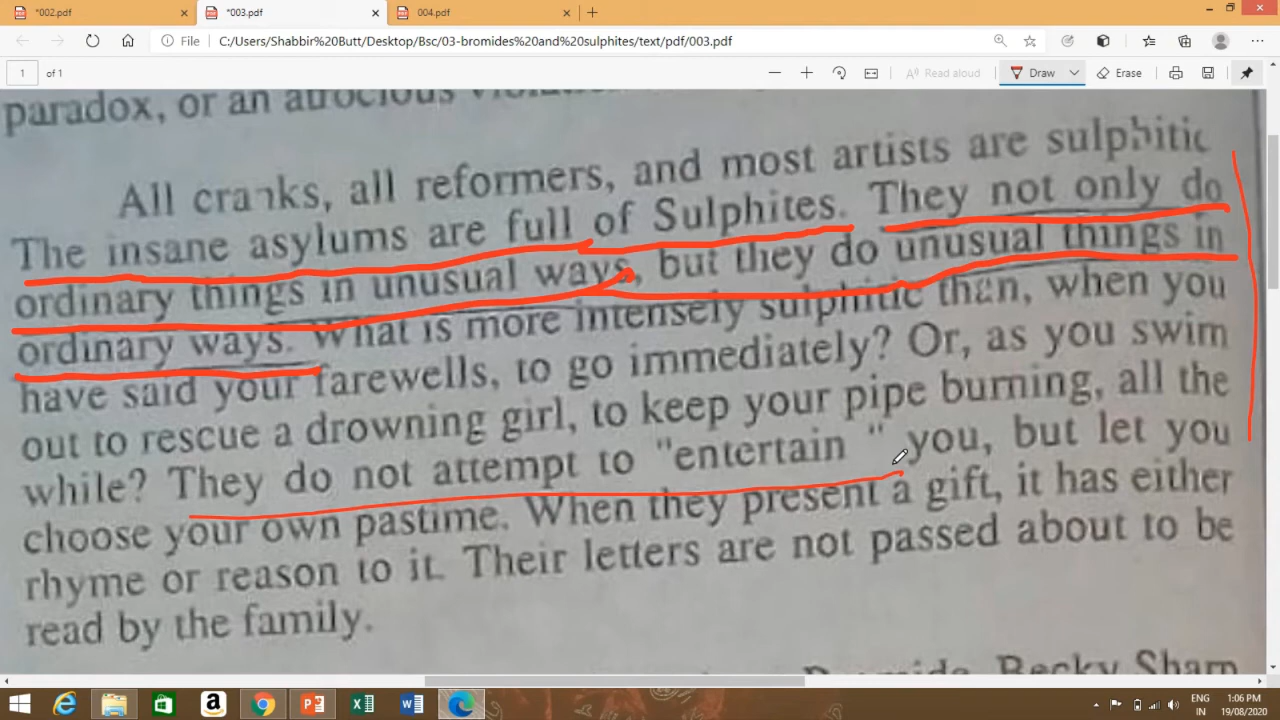 *002.pdf
*003.pdf
004.pdf
File
C:/Users/Shabbir%20Butt/Desktop/Bsc/03-bromides%20and%20sulphites/text/pdf/003.pdf
1 of 1
Read aloud
Draw
Erase
paradox, or an atrocious
All cranks, all reformers, and most artists are sulphitic
The insane asylums are full of Sulphites. They not only do
ordinary things in unusual ways, but they do unusual things in
ordinary ways. What is more intensely sulphitic than, when you
have said your farewells, to go immediately? Or, as you swim
out to rescue a drowning girl, to keep your pipe burning, all the
while? They do not attempt to "entertain " you, but let you
choose your own pastime. When they present a gift, it has either
rhyme or reason to it. Their letters are not passed about to be
read by the family.
Bromide, Becky Sharp
ENG
IN
1:06 PM
19/08/2020